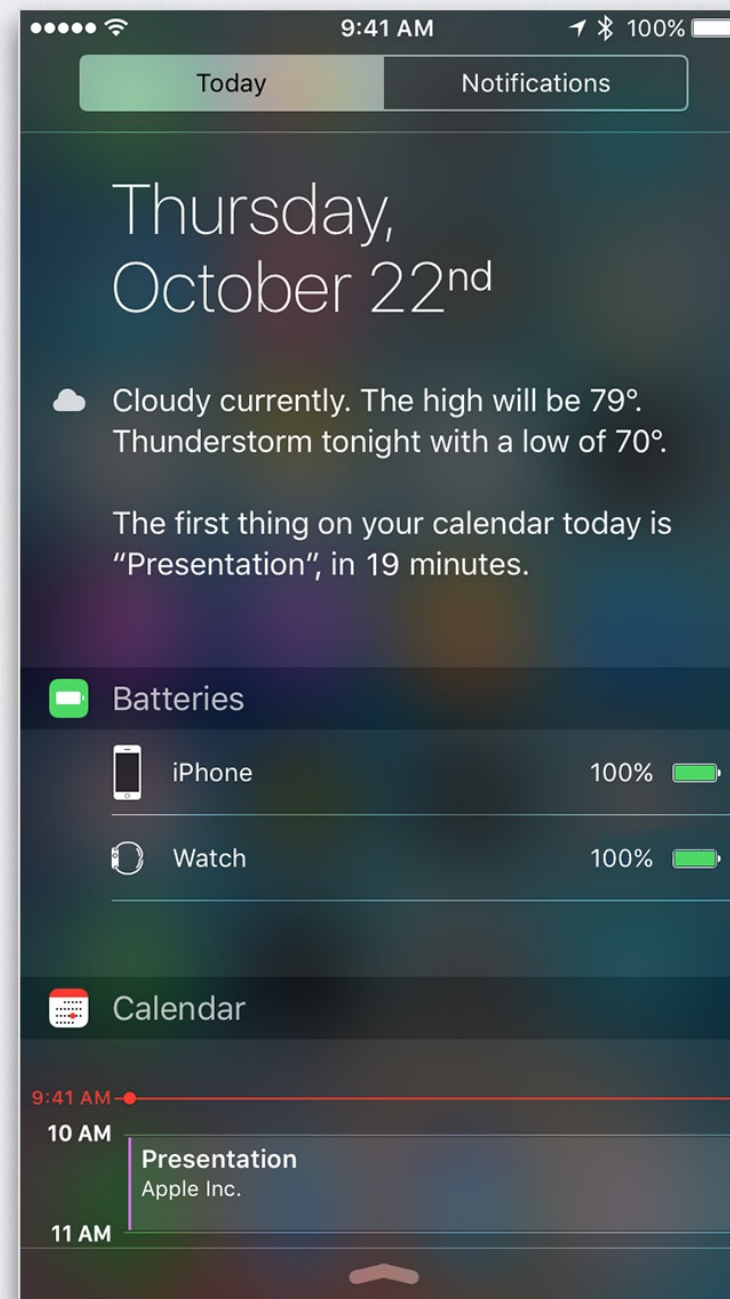 9:41 AM 100%
Today Notifications
Thursday,
October 22nd
Cloudy currently. The high will be 79°.
Thunderstorm tonight with a low of 70°.
The first thing on your calendar today is
“Presentation”, in 19 minutes.
Batteries
iPhone 100%
Watch 100%
Calendar
9:41 AM
10 AM
Presentation
Apple Inc.
11 AM